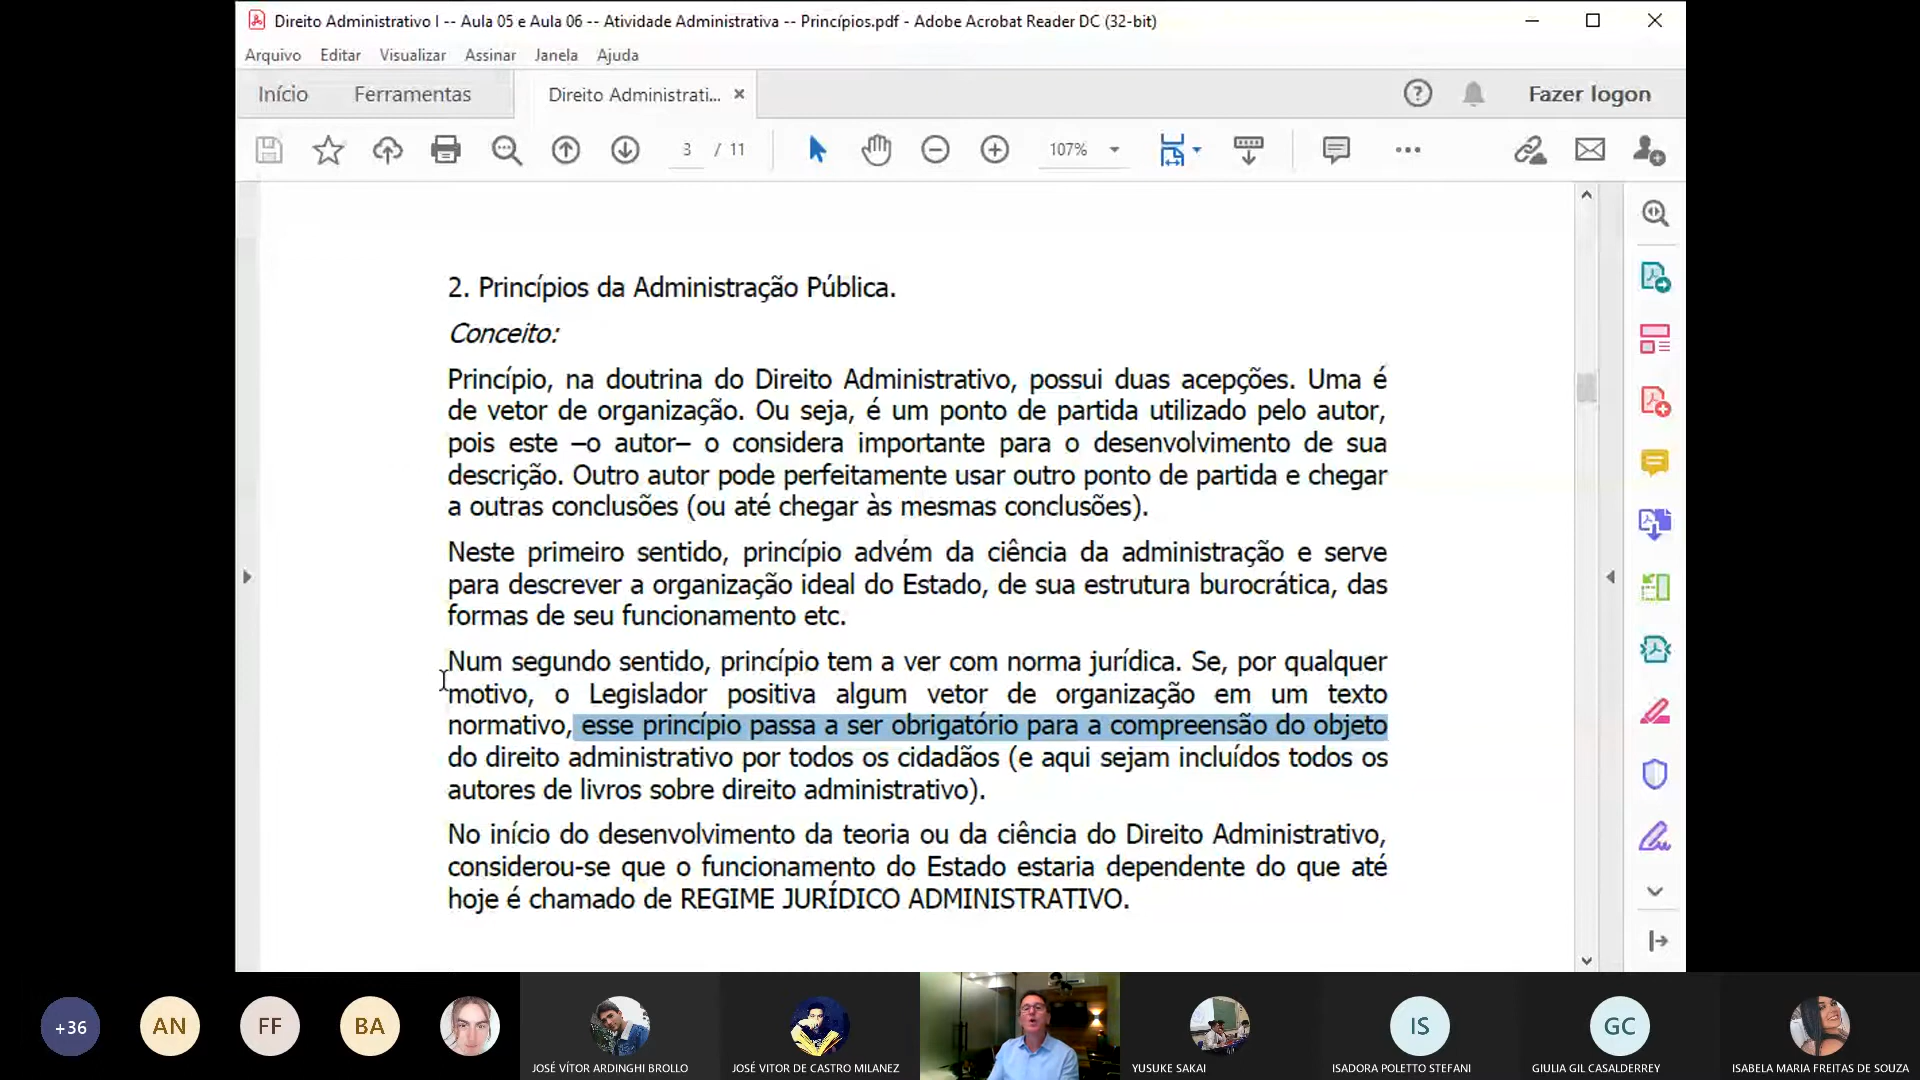 Direito Administrativo I -- Aula 05 e Aula 06 -- Atividade Administrativa -- Princípios.pdf - Adobe Acrobat Reader DC (32-bit)
Arquivo Editar Visualizar Assinar Janela Ajuda
Início Ferramentas Direito Administrati... Fazer logon
3 / 11 107%
2. Princípios da Administração Pública.
Conceito:
Princípio, na doutrina do Direito Administrativo, possui duas acepções. Uma é
de vetor de organização. Ou seja, é um ponto de partida utilizado pelo autor,
pois este –o autor– o considera importante para o desenvolvimento de sua
descrição. Outro autor pode perfeitamente usar outro ponto de partida e chegar
a outras conclusões (ou até chegar às mesmas conclusões).
Neste primeiro sentido, princípio advém da ciência da administração e serve
para descrever a organização ideal do Estado, de sua estrutura burocrática, das
formas de seu funcionamento etc.
Num segundo sentido, princípio tem a ver com norma jurídica. Se, por qualquer
motivo, o Legislador positiva algum vetor de organização em um texto
normativo, esse princípio passa a ser obrigatório para a compreensão do objeto
do direito administrativo por todos os cidadãos (e aqui sejam incluídos todos os
autores de livros sobre direito administrativo).
No início do desenvolvimento da teoria ou da ciência do Direito Administrativo,
considerou-se que o funcionamento do Estado estaria dependente do que até
hoje é chamado de REGIME JURÍDICO ADMINISTRATIVO.
+36 AN FF BA IS GC
JOSÉ VÍTOR ARDINGHI BROLLO JOSÉ VITOR DE CASTRO MILANEZ YUSUKE SAKAI ISADORA POLETTO STEFANI GIULIA GIL CASALDERREY ISABELA MARIA FREITAS DE SOUZA